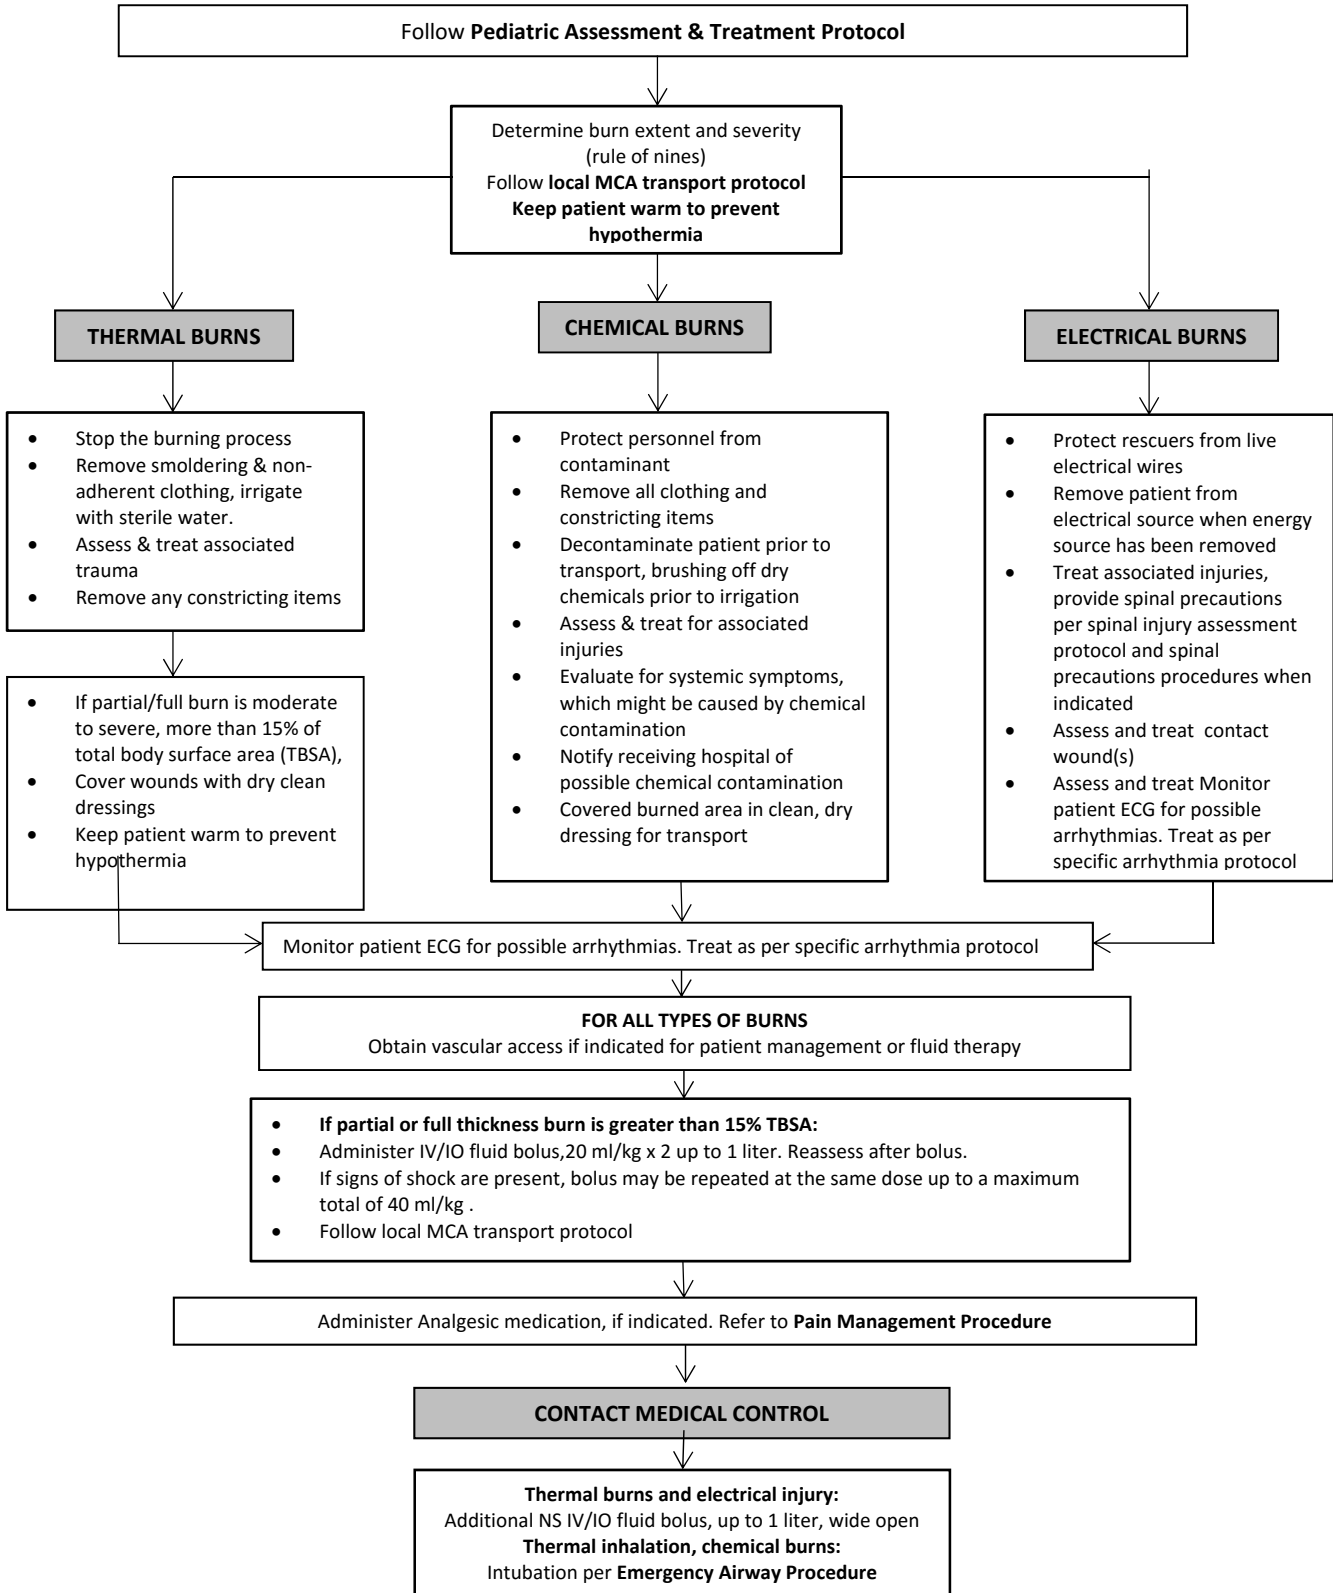 Follow Pediatric Assessment & Treatment Protocol
Determine burn extent and severity
(rule of nines)
Follow local MCA transport protocol
Keep patient warm to prevent
hypothermia
THERMAL BURNS
• Stop the burning process
• Remove smoldering & non-
adherent clothing, irrigate
with sterile water.
• Assess & treat associated
trauma
• Remove any constricting items
• If partial/full burn is moderate
to severe, more than 15% of
total body surface area (TBSA),
• Cover wounds with dry clean
dressings
• Keep patient warm to prevent
hypothermia
CHEMICAL BURNS
• Protect personnel from
contaminant
• Remove all clothing and
constricting items
• Decontaminate patient prior to
transport, brushing off dry
chemicals prior to irrigation
• Assess & treat for associated
injuries
• Evaluate for systemic symptoms,
which might be caused by chemical
contamination
• Notify receiving hospital of
possible chemical contamination
• Covered burned area in clean, dry
dressing for transport
ELECTRICAL BURNS
• Protect rescuers from live
electrical wires
• Remove patient from
electrical source when energy
source has been removed
• Treat associated injuries,
provide spinal precautions
per spinal injury assessment
protocol and spinal
precautions procedures when
indicated
• Assess and treat contact
wound(s)
• Assess and treat Monitor
patient ECG for possible
arrhythmias. Treat as per
specific arrhythmia protocol
Monitor patient ECG for possible arrhythmias. Treat as per specific arrhythmia protocol
FOR ALL TYPES OF BURNS
Obtain vascular access if indicated for patient management or fluid therapy
• If partial or full thickness burn is greater than 15% TBSA:
• Administer IV/IO fluid bolus,20 ml/kg x 2 up to 1 liter. Reassess after bolus.
• If signs of shock are present, bolus may be repeated at the same dose up to a maximum
total of 40 ml/kg .
• Follow local MCA transport protocol
Administer Analgesic medication, if indicated. Refer to Pain Management Procedure
CONTACT MEDICAL CONTROL
Thermal burns and electrical injury:
Additional NS IV/IO fluid bolus, up to 1 liter, wide open
Thermal inhalation, chemical burns:
Intubation per Emergency Airway Procedure